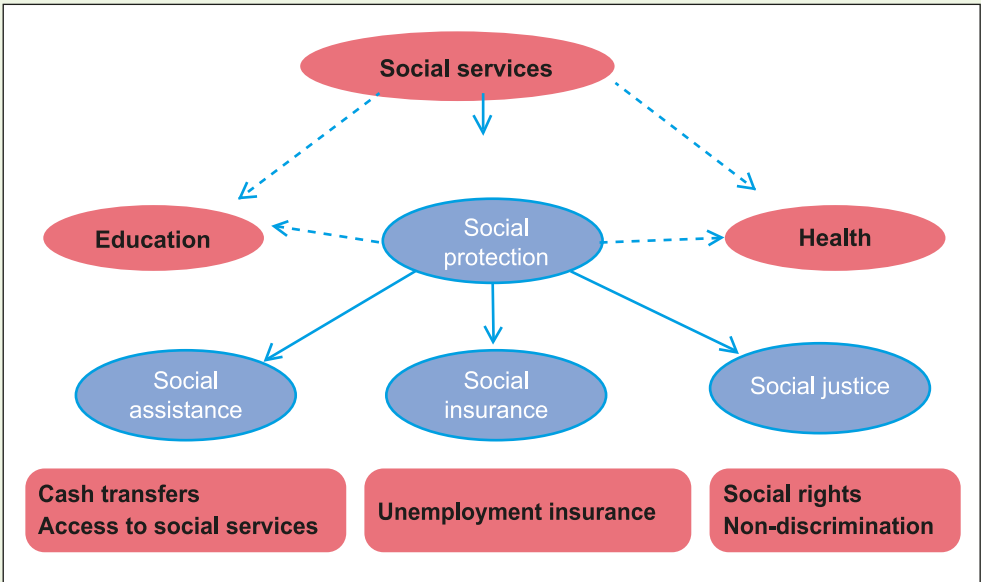 Social services
Education
Social
protection
Health
Social
assistance
Social
insurance
Social justice
Cash transfers
Access to social services
Unemployment insurance
Social rights
Non-discrimination